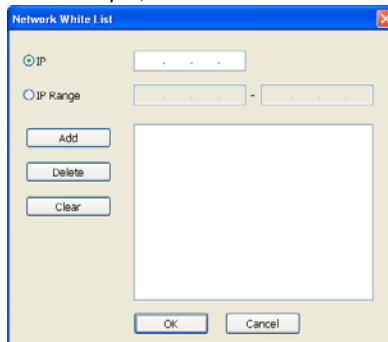 Network White List
IP
IP Range
-
Add
Delete
Clear
OK
Cancel